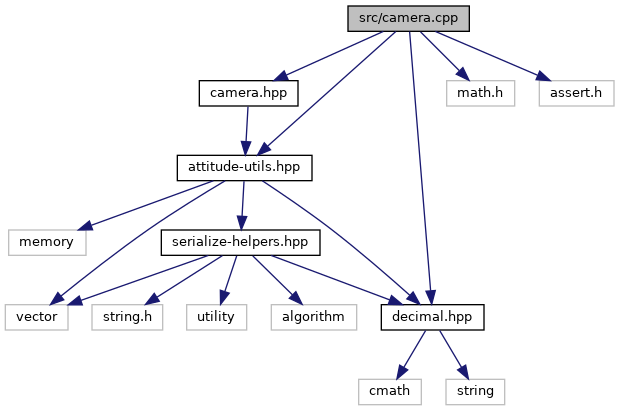 src/camera.cpp
camera.hpp
math.h
assert.h
attitude-utils.hpp
memory
serialize-helpers.hpp
vector
string.h
utility
algorithm
decimal.hpp
cmath
string